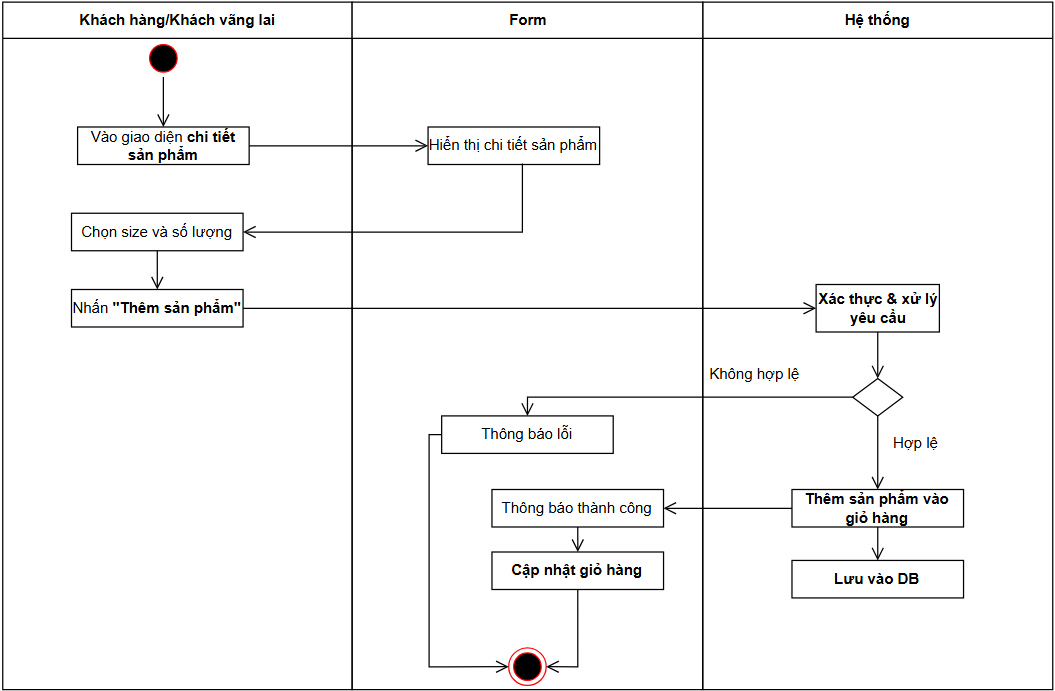 Khách hàng/Khách vãng lai
Form
Hệ thống
Vào giao diện chi tiết
sản phẩm
Hiển thị chi tiết sản phẩm
Chọn size và số lượng
Nhấn "Thêm sản phẩm"
Xác thực & xử lý
yêu cầu
Không hợp lệ
Thông báo lỗi
Hợp lệ
Thêm sản phẩm vào
giỏ hàng
Thông báo thành công
Cập nhật giỏ hàng
Lưu vào DB